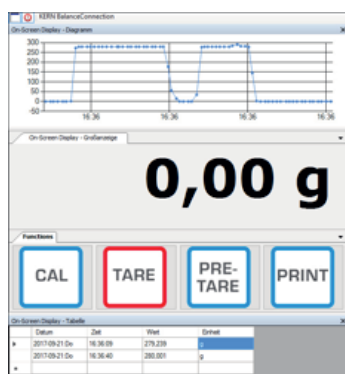 KERN BalanceConnection
On-Screen Display - Diagramm
300
250
200
150
100
50
0
-50
16:36 16:36 16:36 16:36
On-Screen Display - Großanzeige
0,00 g
Functions
CAL TARE PRE-TARE PRINT
On-Screen Display - Tabelle
Datum Zeit Wert Einheit
2017-09-21 Do 16:36:09 279,239 g
2017-09-21 Do 16:36:40 280,001 g